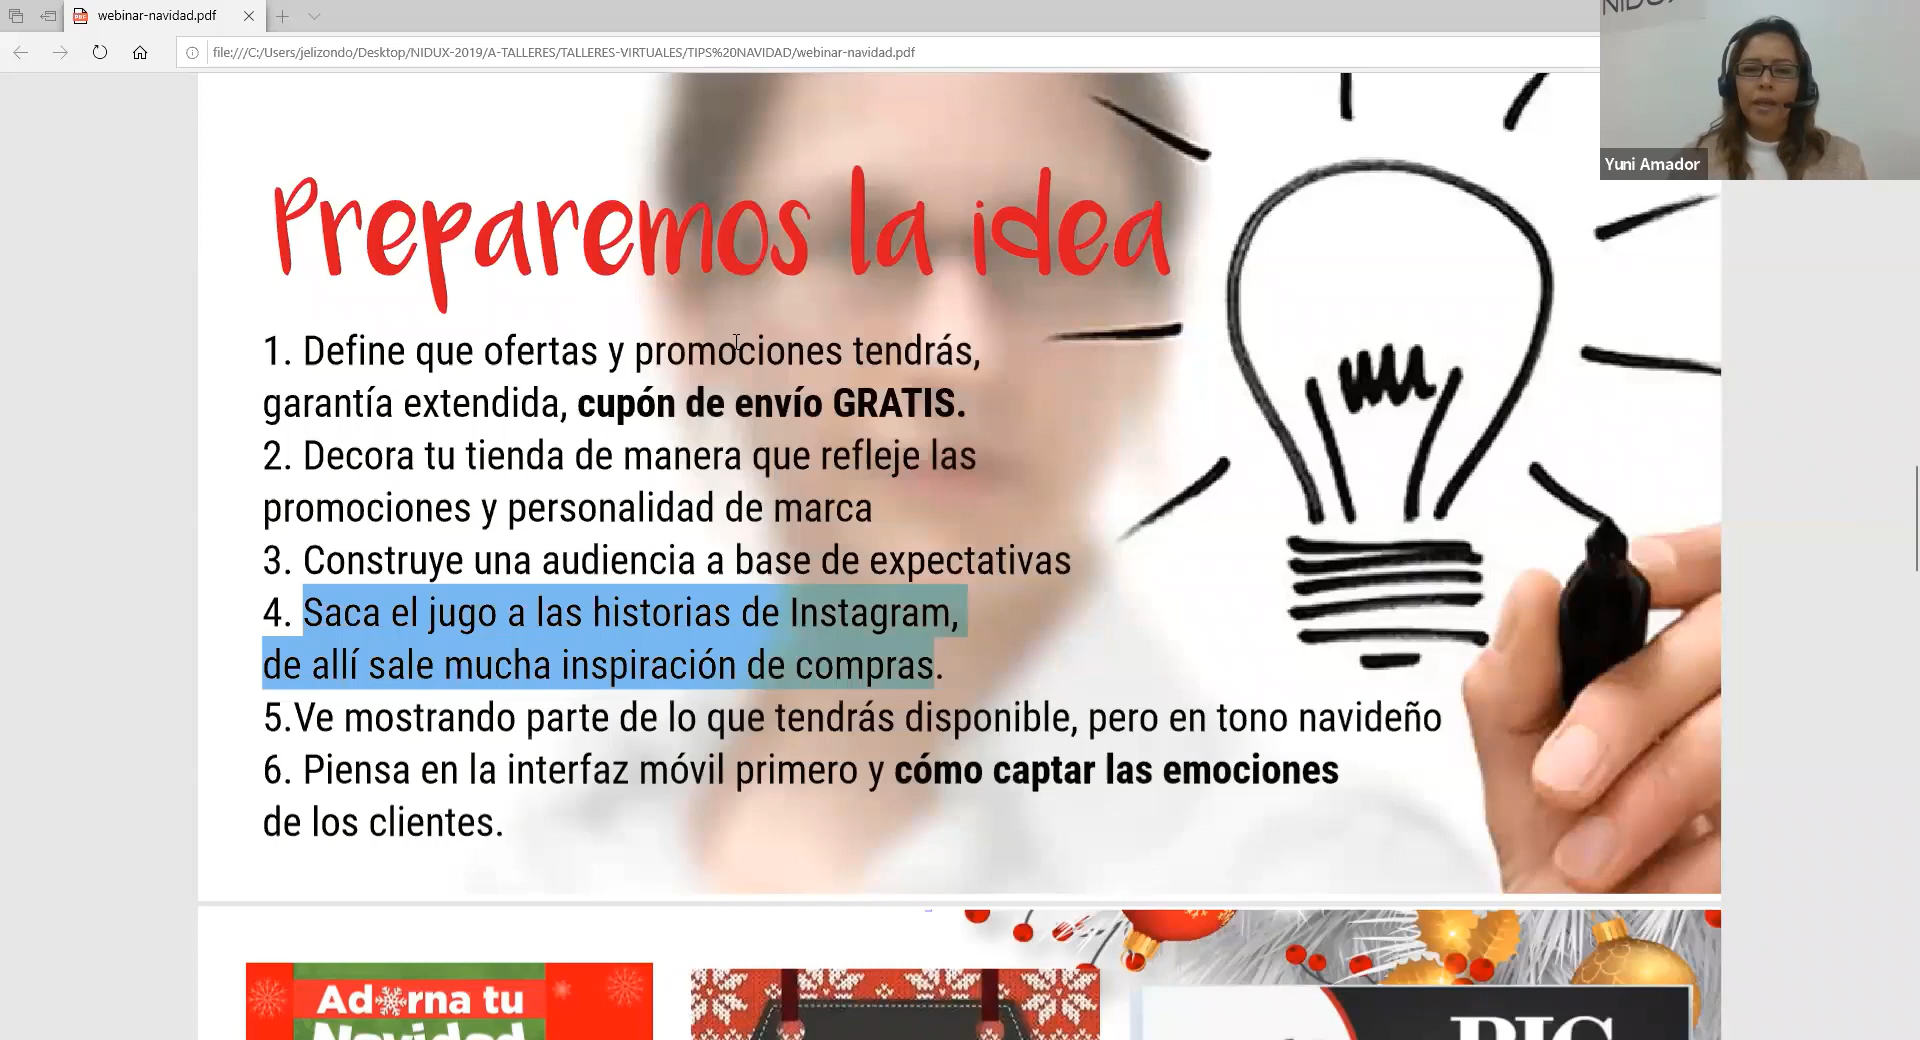 webinar-navidad.pdf
file:///C:/Users/jelizondo/Desktop/NIDUX-2019/A-TALLERES/TALLERES-VIRTUALES/TIPS%20NAVIDAD/webinar-navidad.pdf
NIDUX
Yuni Amador
Preparemos la idea
1. Define que ofertas y promociones tendrás,
garantía extendida, cupón de envío GRATIS.
2. Decora tu tienda de manera que refleje las
promociones y personalidad de marca
3. Construye una audiencia a base de expectativas
4. Saca el jugo a las historias de Instagram,
de allí sale mucha inspiración de compras.
5.Ve mostrando parte de lo que tendrás disponible, pero en tono navideño
6. Piensa en la interfaz móvil primero y cómo captar las emociones
de los clientes.
Adorna tu
Navidad
BIG